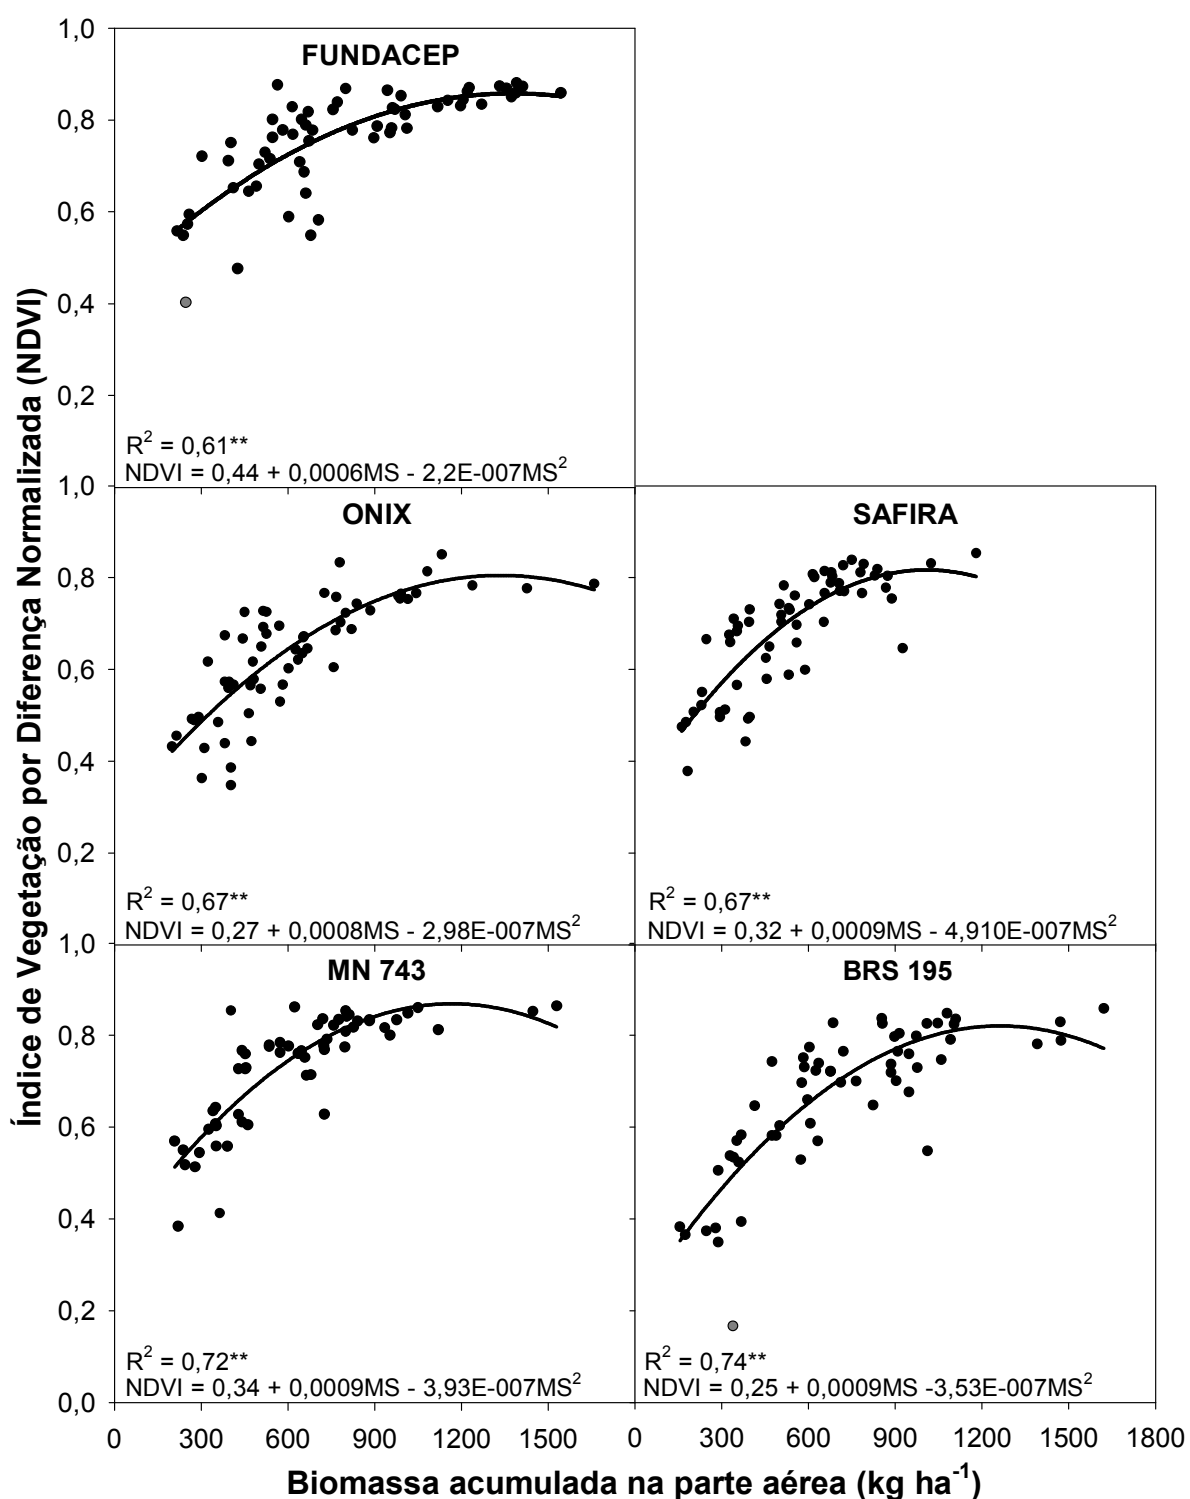 Índice de Vegetação por Diferença Normalizada (NDVI)
1,0
0,8
0,6
0,4
0,2
FUNDACEP
R² = 0,61**
NDVI = 0,44 + 0,0006MS - 2,2E-007MS²
1,0
0,8
0,6
0,4
0,2
ONIX
R² = 0,67**
NDVI = 0,27 + 0,0008MS - 2,98E-007MS²
SAFIRA
R² = 0,67**
NDVI = 0,32 + 0,0009MS - 4,910E-007MS²
1,0
0,8
0,6
0,4
0,2
0,0
MN 743
R² = 0,72**
NDVI = 0,34 + 0,0009MS - 3,93E-007MS²
BRS 195
R² = 0,74**
NDVI = 0,25 + 0,0009MS -3,53E-007MS²
0 300 600 900 1200 1500
300 600 900 1200 1500 1800
Biomassa acumulada na parte aérea (kg ha⁻¹)